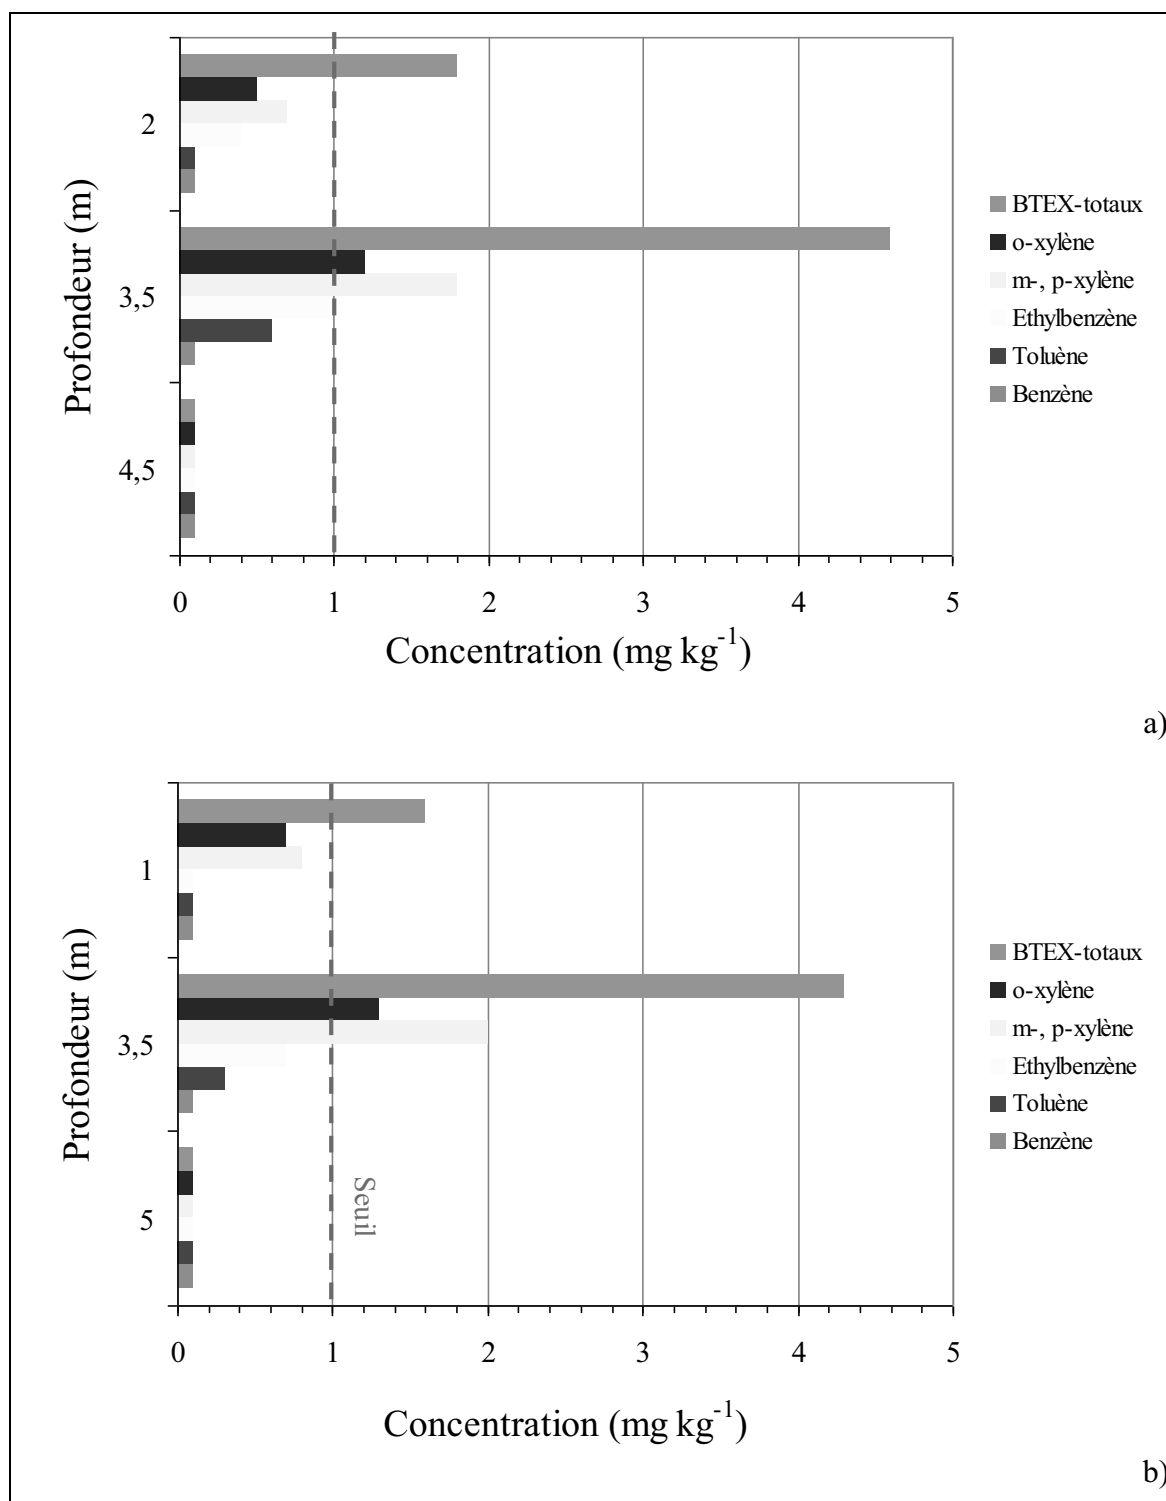 Profondeur (m)
2
3,5
4,5
0 1 2 3 4 5
Concentration (mg kg⁻¹)
BTEX-totaux
o-xylène
m-, p-xylène
Ethylbenzène
Toluène
Benzène
a)
Profondeur (m)
1
3,5
5
Seuil
0 1 2 3 4 5
Concentration (mg kg⁻¹)
BTEX-totaux
o-xylène
m-, p-xylène
Ethylbenzène
Toluène
Benzène
b)